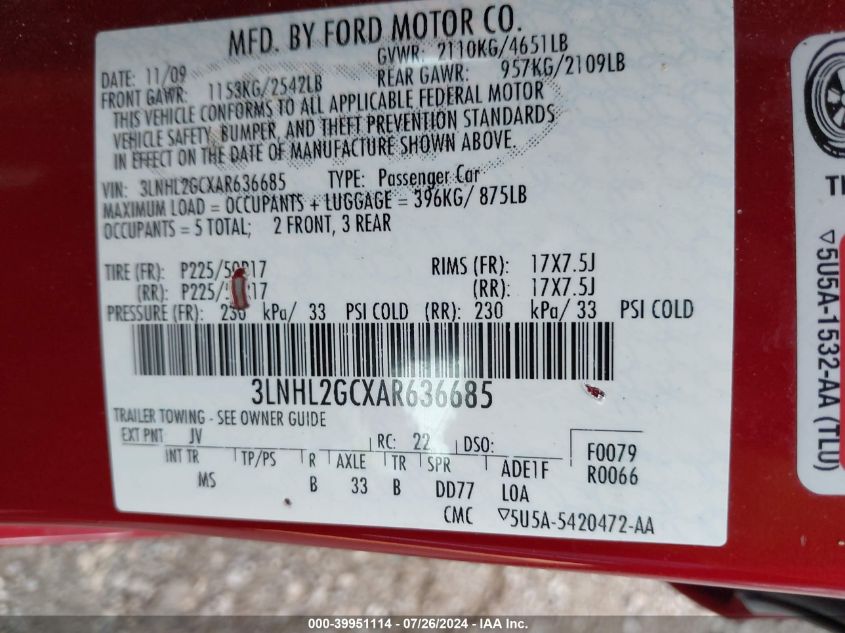 MFD. BY FORD MOTOR CO.
DATE: 11/09 GVWR: 2110KG/4651LB
FRONT GAWR: 1153KG/2542LB REAR GAWR: 957KG/2109LB
THIS VEHICLE CONFORMS TO ALL APPLICABLE FEDERAL MOTOR
VEHICLE SAFETY, BUMPER, AND THEFT PREVENTION STANDARDS
IN EFFECT ON THE DATE OF MANUFACTURE SHOWN ABOVE.
VIN: 3LNHL2GCXAR636685 TYPE: Passenger Car
MAXIMUM LOAD = OCCUPANTS + LUGGAGE = 396KG/ 875LB
OCCUPANTS = 5 TOTAL; 2 FRONT, 3 REAR
TIRE (FR): P225/50R17 RIMS (FR): 17X7.5J
(RR): P225/ 17 (RR): 17X7.5J
PRESSURE (FR): 230 kPa/ 33 PSI COLD (RR): 230 kPa/ 33 PSI COLD
3LNHL2GCXAR636685
TRAILER TOWING - SEE OWNER GUIDE
EXT PNT JV RC: 22 DSO: F0079
INT TR TP/PS R AXLE TR SPR ADE1F R0066
MS B 33 B DD77 LOA
CMC ▽5U5A-5420472-AA
▽5U5A-1532-AA (TLU)
000-39951114 - 07/26/2024 - IAA Inc.